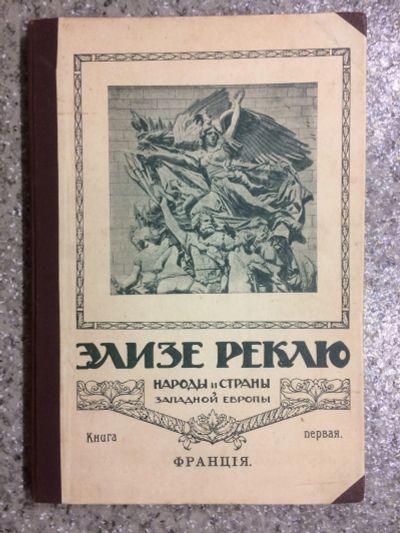 ЭЛИЗЕ РЕКЛЮ
НАРОДЫ и СТРАНЫ
ЗАПАДНОЙ ЕВРОПЫ
Книга первая.
ФРАНЦІЯ.